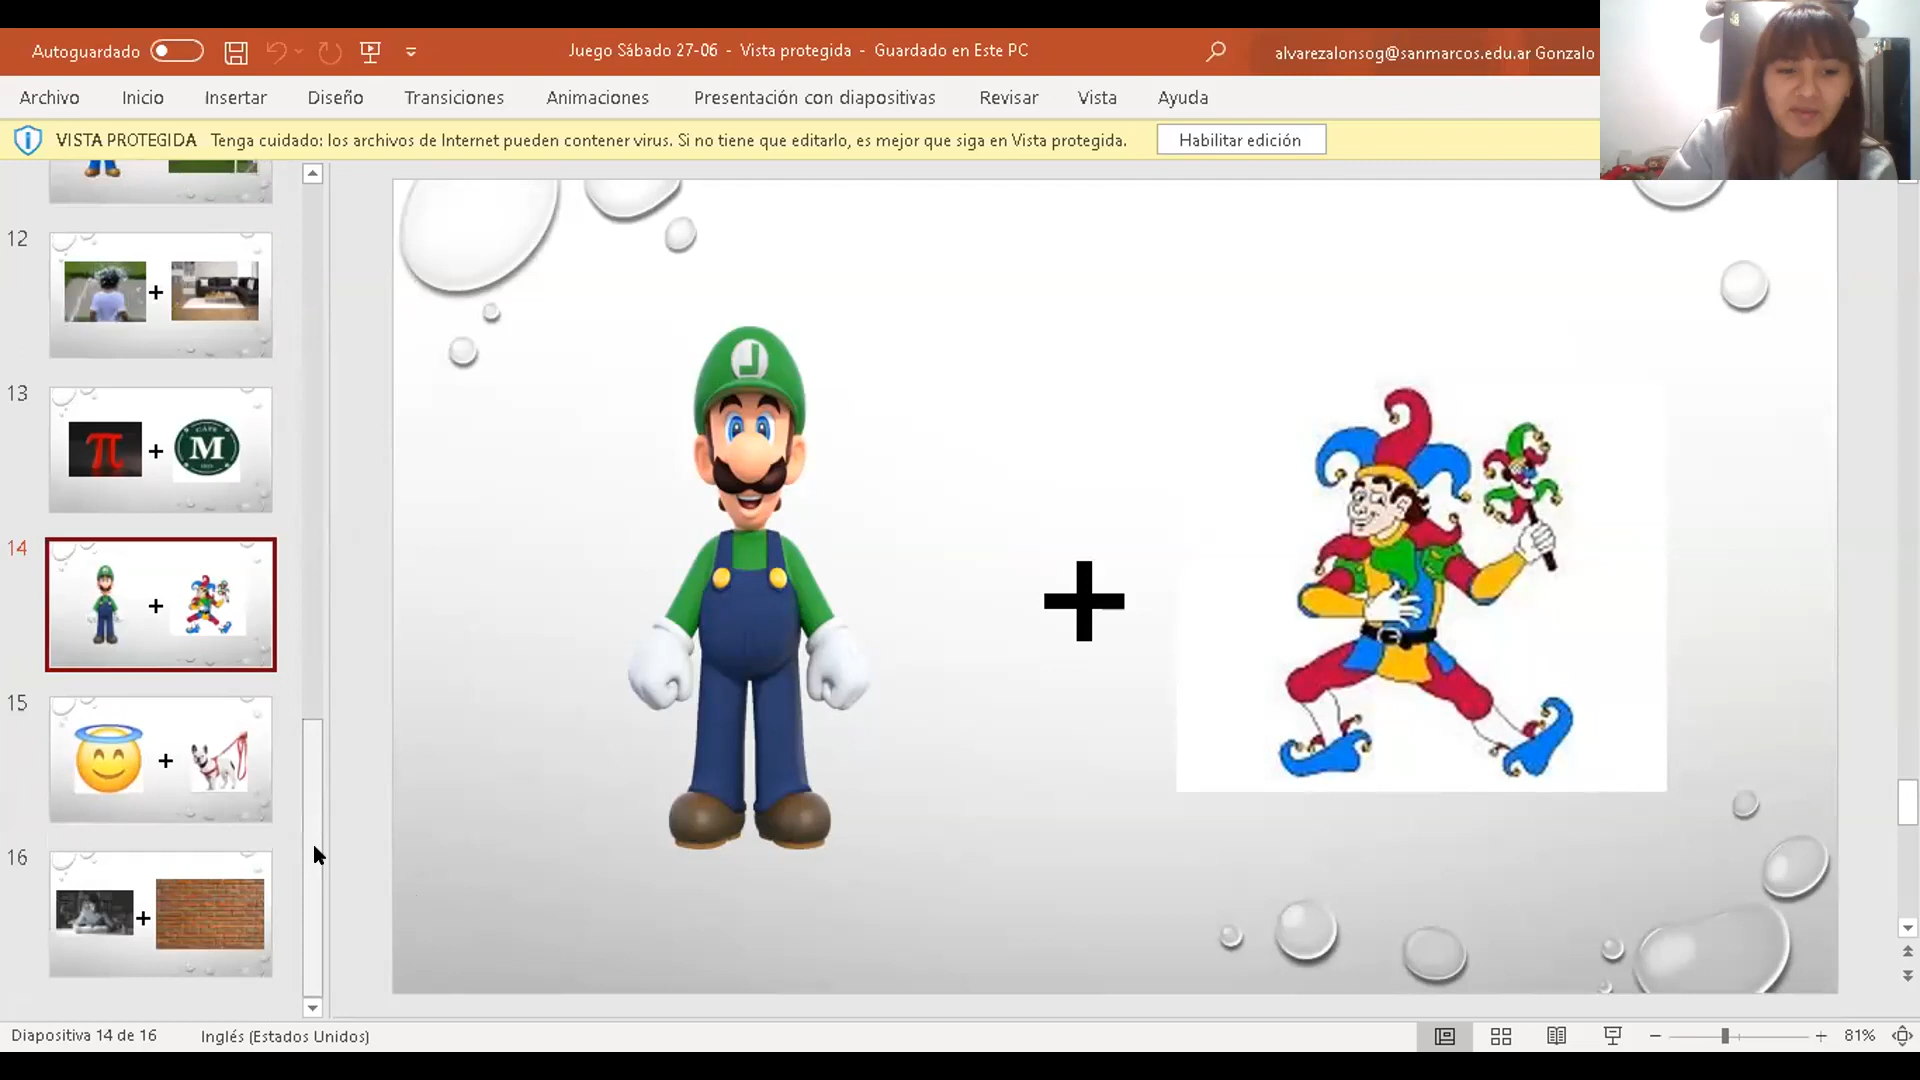 Autoguardado
Juego Sábado 27-06 - Vista protegida - Guardado en Este PC
alvarezalonsog@sanmarcos.edu.ar Gonzalo
Archivo Inicio Insertar Diseño Transiciones Animaciones Presentación con diapositivas Revisar Vista Ayuda
VISTA PROTEGIDA Tenga cuidado: los archivos de Internet pueden contener virus. Si no tiene que editarlo, es mejor que siga en Vista protegida. Habilitar edición
12
+
13
π + M
14
+
L
+
15
+
16
+
Diapositiva 14 de 16 Inglés (Estados Unidos)
81%